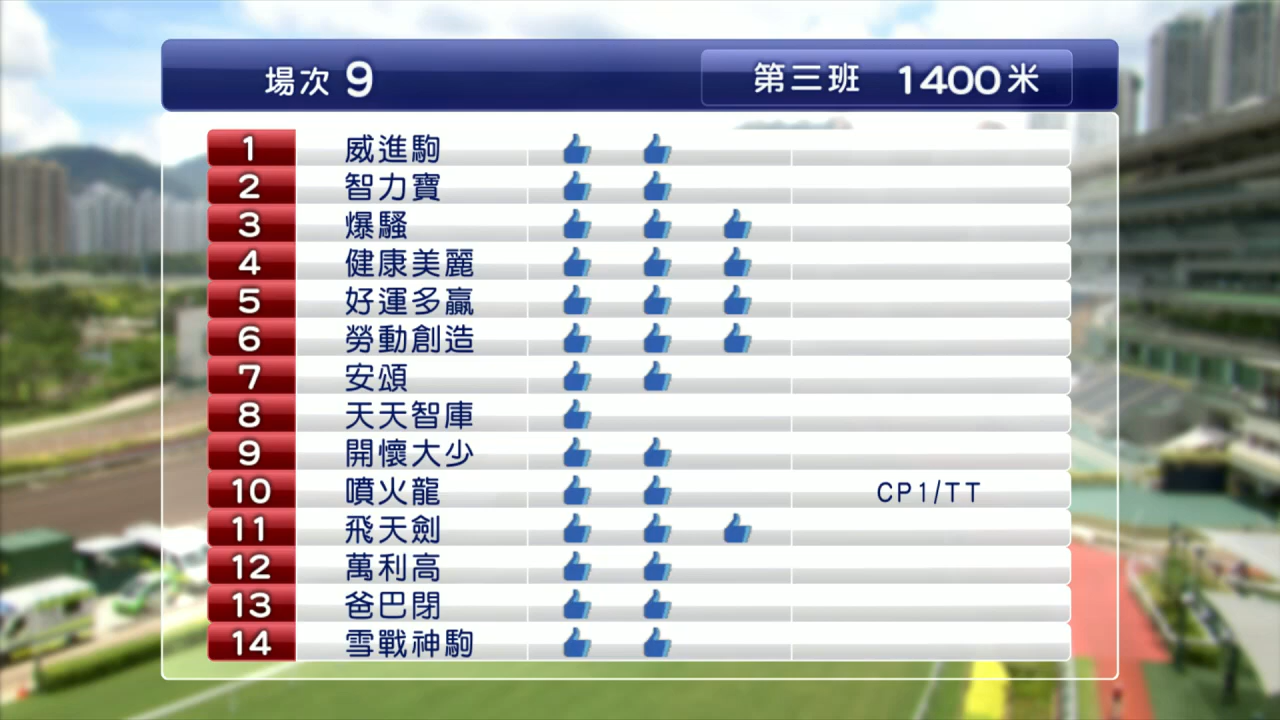 場次 9 第三班 1400米
1 威進駒
2 智力寶
3 爆騷
4 健康美麗
5 好運多贏
6 勞動創造
7 安頌
8 天天智庫
9 開懷大少
10 噴火龍 CP1/TT
11 飛天劍
12 萬利高
13 爸巴閉
14 雪戰神駒